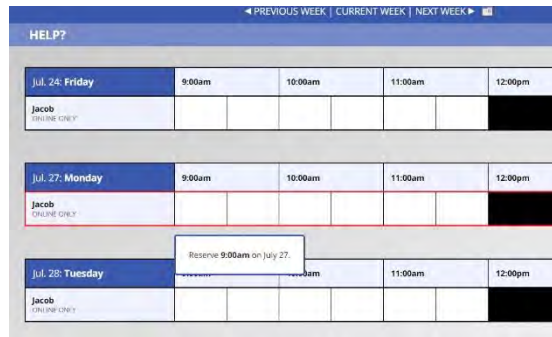 ◄ PREVIOUS WEEK | CURRENT WEEK | NEXT WEEK ►
HELP?
Jul. 24: Friday 9:00am 10:00am 11:00am 12:00pm
Jacob
ONLINE ONLY
Jul. 27: Monday 9:00am 10:00am 11:00am 12:00pm
Jacob
ONLINE ONLY
Reserve 9:00am on July 27.
Jul. 28: Tuesday 11:00am 12:00pm
Jacob
ONLINE ONLY